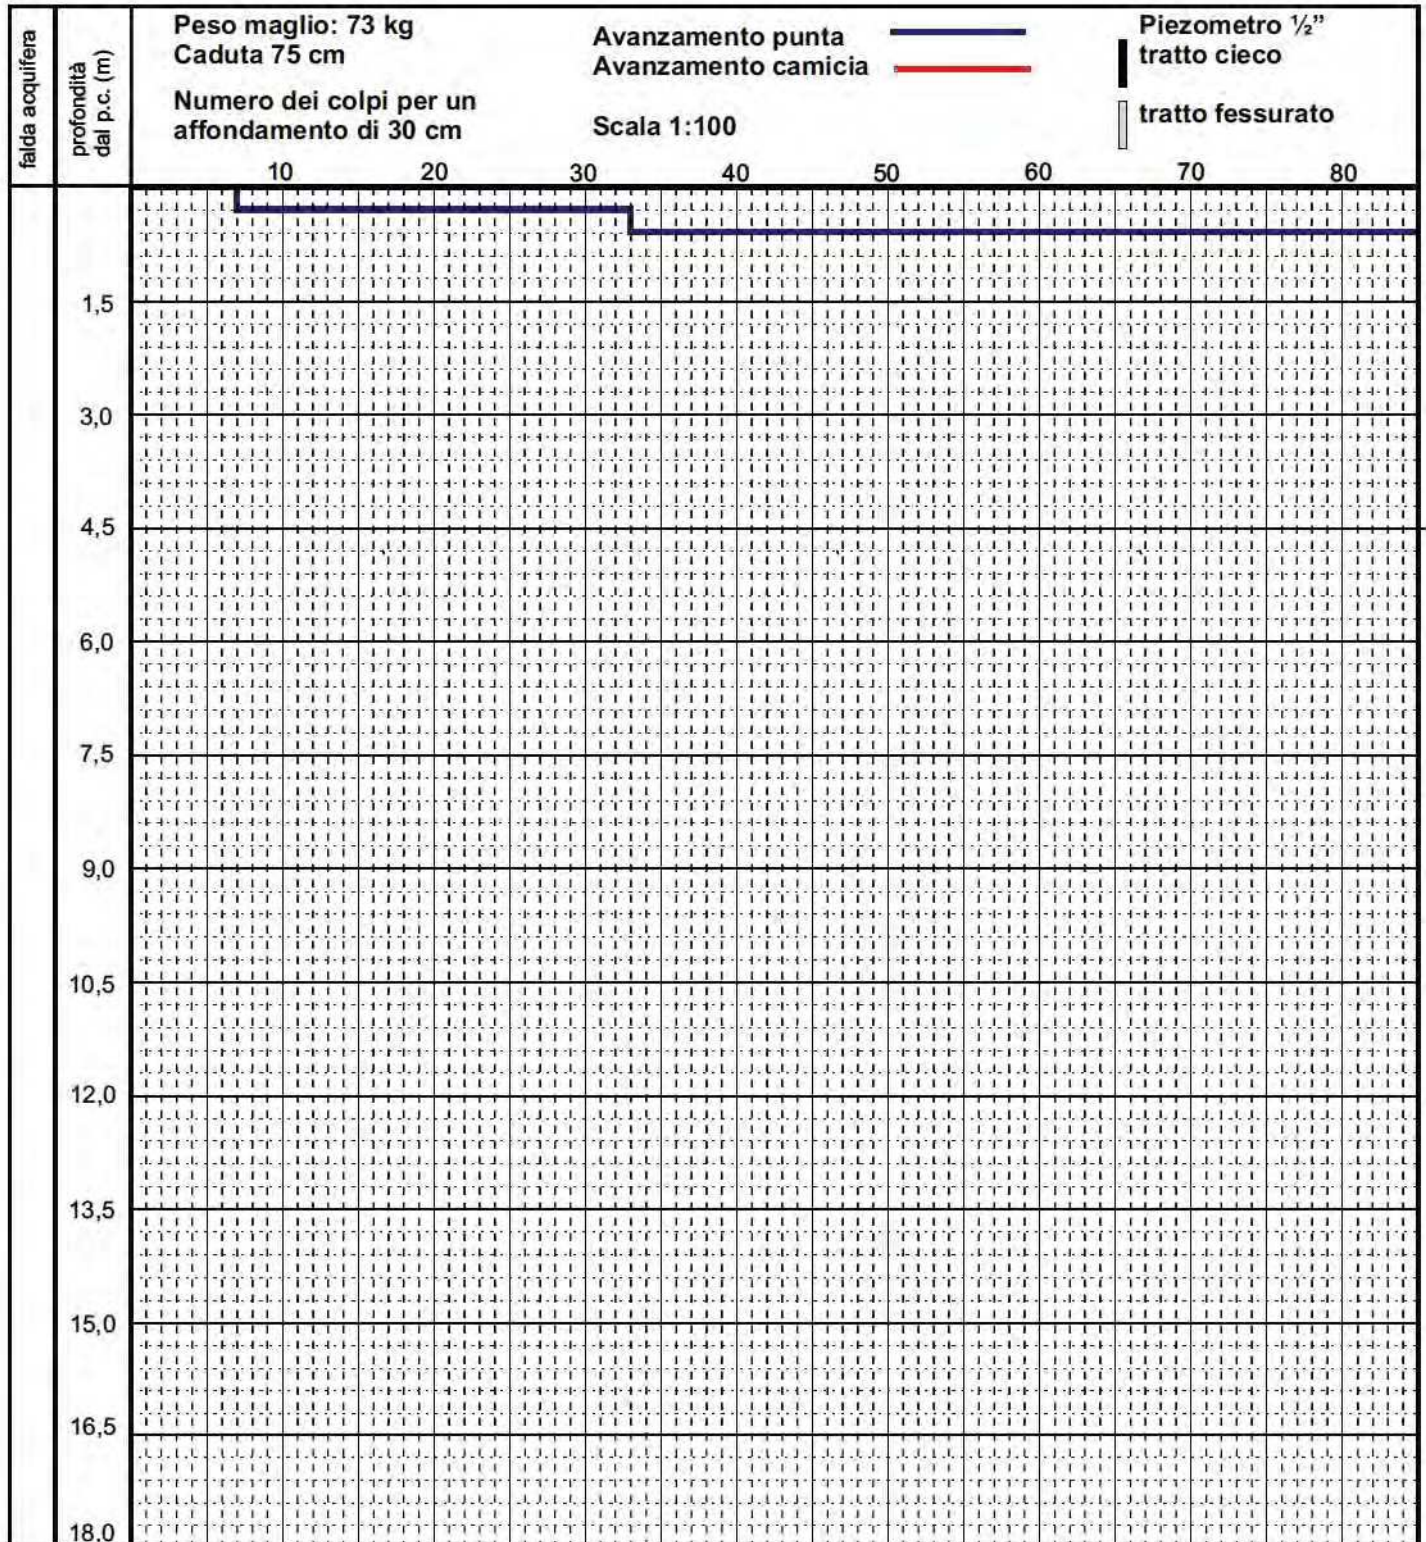 falda acquifera
profondità
dal p.c. (m)
Peso maglio: 73 kg
Caduta 75 cm
Numero dei colpi per un
affondamento di 30 cm
Avanzamento punta
Avanzamento camicia
Scala 1:100
Piezometro ½”
tratto cieco
tratto fessurato
10 20 30 40 50 60 70 80
1,5
3,0
4,5
6,0
7,5
9,0
10,5
12,0
13,5
15,0
16,5
18.0